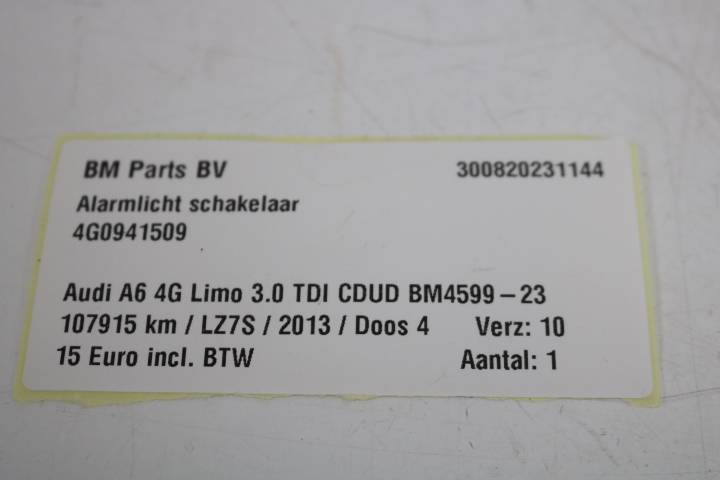 BM Parts BV 300820231144
Alarmlicht schakelaar
4G0941509
Audi A6 4G Limo 3.0 TDI CDUD BM4599-23
107915 km / LZ7S / 2013 / Doos 4 Verz: 10
15 Euro incl. BTW Aantal: 1